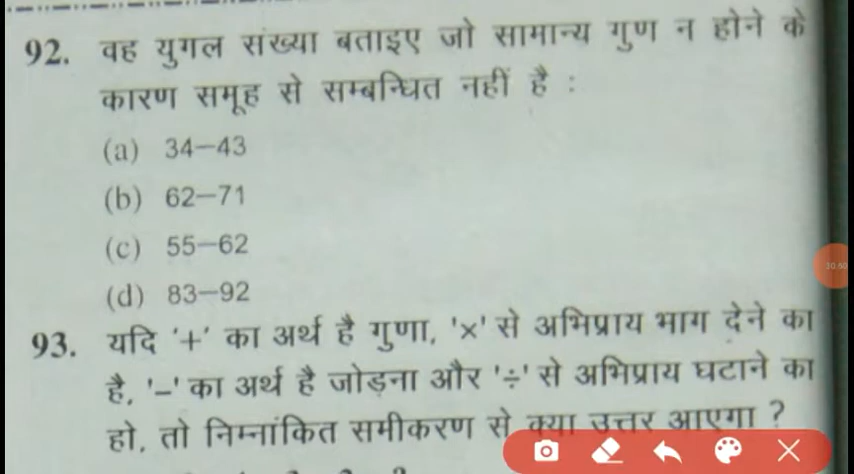 92. वह युगल संख्या बताइए जो सामान्य गुण न होने के
कारण समूह से सम्बन्धित नहीं है :
(a) 34–43
(b) 62–71
(c) 55–62
(d) 83–92
93. यदि '+' का अर्थ है गुणा, '×' से अभिप्राय भाग देने का
है, '–' का अर्थ है जोड़ना और '÷' से अभिप्राय घटाने का
हो, तो निम्नांकित समीकरण से क्या उत्तर आएगा ?